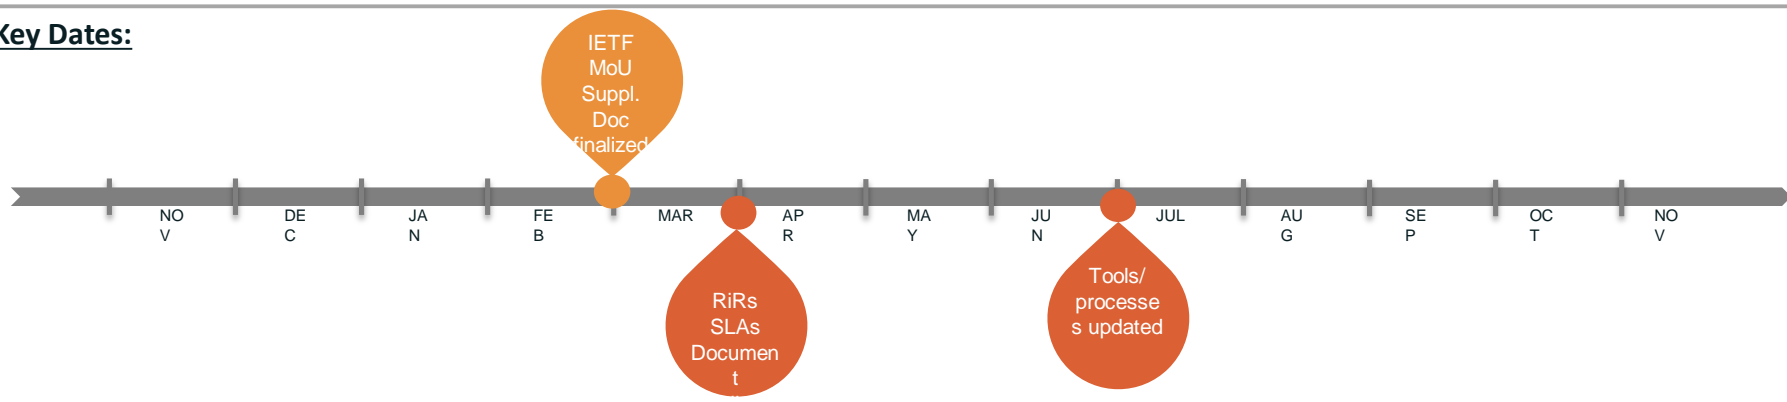 Key Dates:
IETF
MoU
Suppl.
Doc
finalized
NO
V
DE
C
JA
N
FE
B
MAR
AP
R
MA
Y
JU
N
JUL
AU
G
SE
P
OC
T
NO
V
RiRs
SLAs
Documen
t
Tools/
processe
s updated